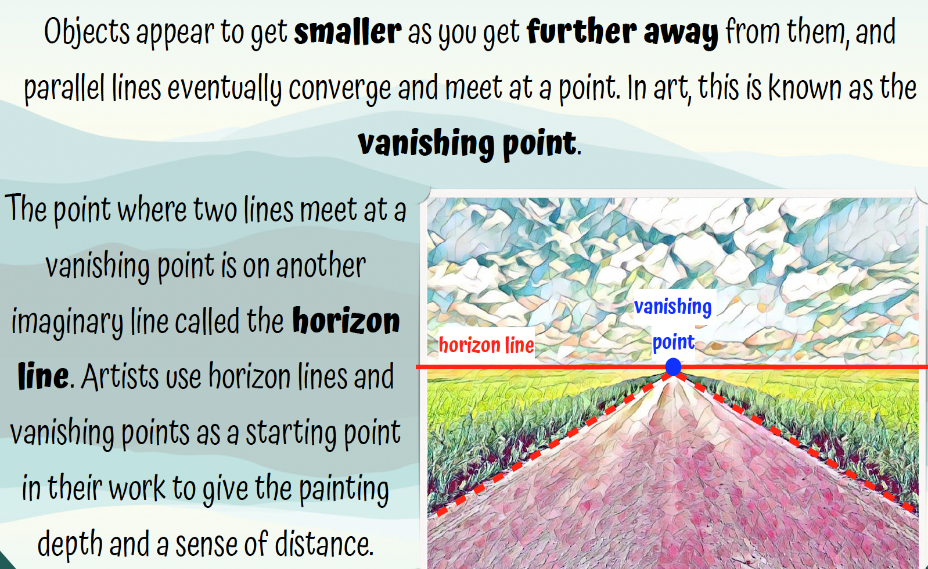 Objects appear to get smaller as you get further away from them, and
parallel lines eventually converge and meet at a point. In art, this is known as the
vanishing point.
The point where two lines meet at a
vanishing point is on another
imaginary line called the horizon
line. Artists use horizon lines and
vanishing points as a starting point
in their work to give the painting
depth and a sense of distance.
vanishing
point
horizon line